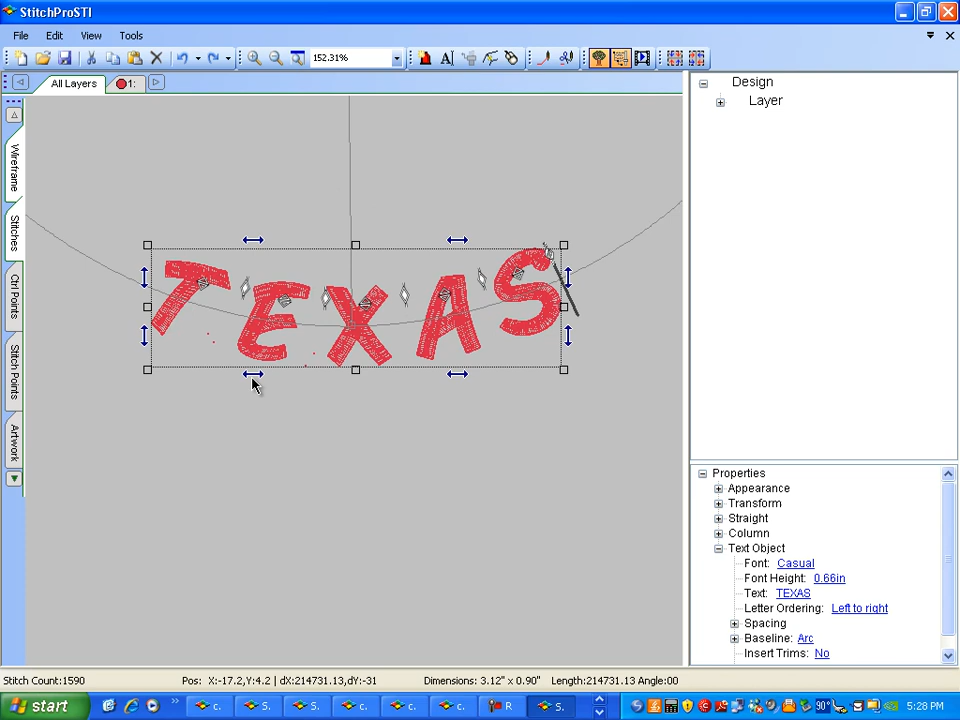 StitchProSTI
File Edit View Tools
152.31%
All Layers 1:
Wireframe
Stitches
Ctrl Points
Stitch Points
Artwork
TEXAS
Design
Layer
Properties
Appearance
Transform
Straight
Column
Text Object
Font: Casual
Font Height: 0.66in
Text: TEXAS
Letter Ordering: Left to right
Spacing
Baseline: Arc
Insert Trims: No
Stitch Count:1590 Pos: X:-17.2,Y:4.2 | dX:214731.13,dY:-31 Dimensions: 3.12" x 0.90" Length:214731.13 Angle:00
start c. S. S. c. c. c. R S. 90° 5:28 PM